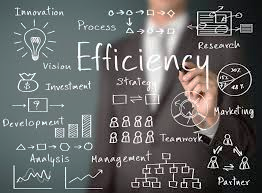 Innovation
Process
Research
Vision
Efficiency
Investment
Strategy
Marketing
Development
Teamwork
Analysis
Management
Partner